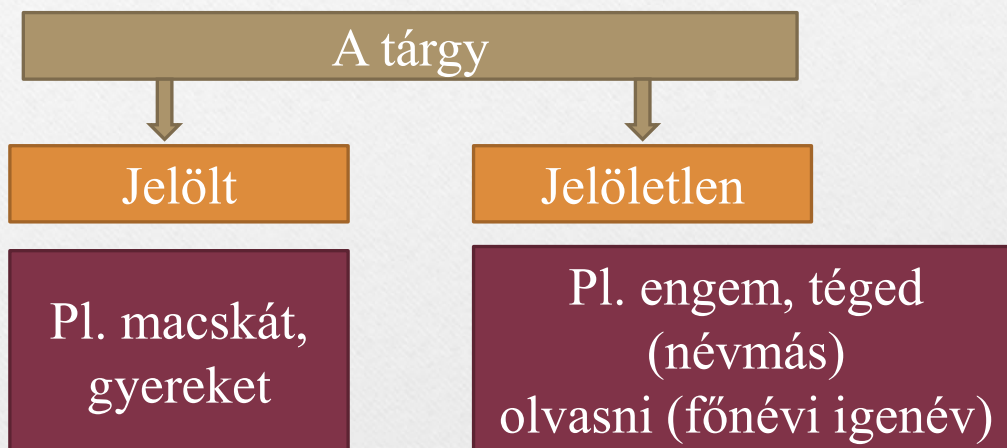 A tárgy
Jelölt
Jelöletlen
Pl. macskát,
gyereket
Pl. engem, téged
(névmás)
olvasni (főnévi igenév)